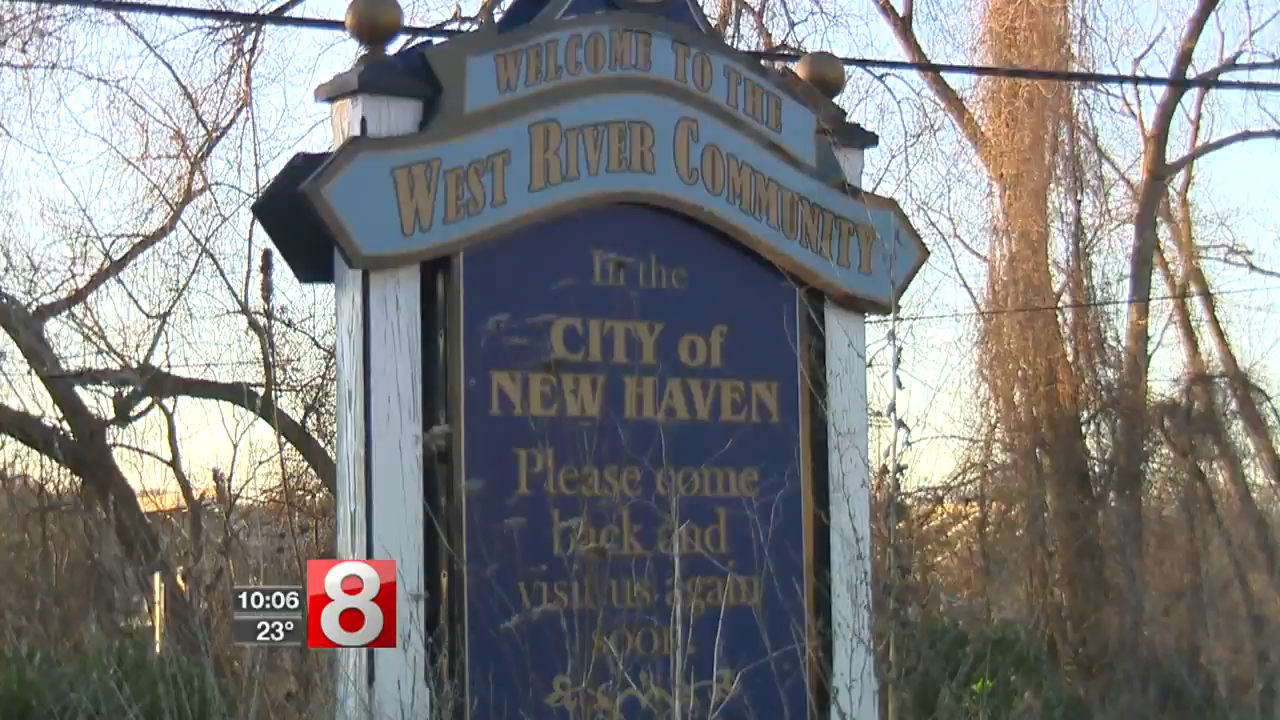 WELCOME TO THE
WEST RIVER COMMUNITY
In the
CITY of
NEW HAVEN
Please come
back and
visit us again
soon
10:06
23°
8